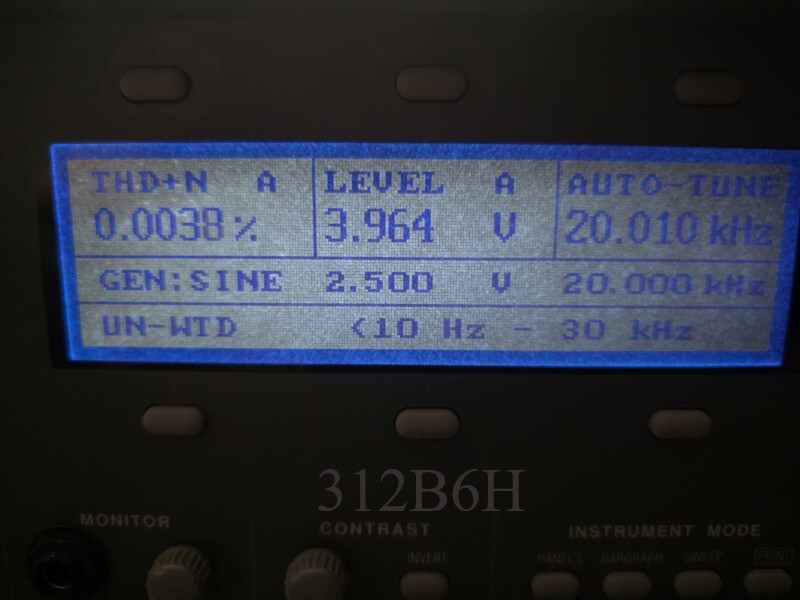 THD+N A LEVEL A AUTO-TUNE
0.0038 % 3.964 V 20.010 kHz
GEN:SINE 2.500 V 20.000 kHz
UN-WTD <10 Hz - 30 kHz
312B6H
MONITOR CONTRAST INSTRUMENT MODE
INVERT PANELS BARGRAPH SWEEP PRINT